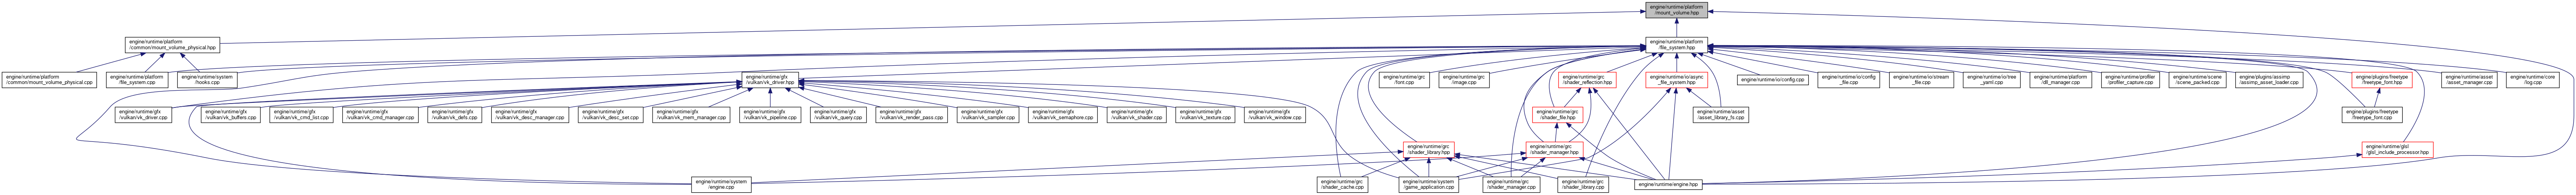 engine/runtime/platform
/mount_volume.hpp
engine/runtime/platform
/common/mount_volume_physical.hpp
engine/runtime/platform
/file_system.hpp
engine/runtime/platform
/common/mount_volume_physical.cpp
engine/runtime/platform
/file_system.cpp
engine/runtime/system
/hooks.cpp
engine/runtime/gfx
/vulkan/vk_driver.hpp
engine/runtime/grc
/font.cpp
engine/runtime/grc
/image.cpp
engine/runtime/grc
/shader_reflection.hpp
engine/runtime/io/async
_file_system.hpp
engine/runtime/io/config.cpp
engine/runtime/io/config
_file.cpp
engine/runtime/io/stream
_file.cpp
engine/runtime/io/tree
_yaml.cpp
engine/runtime/platform
/dll_manager.cpp
engine/runtime/profiler
/profiler_capture.cpp
engine/runtime/scene
/scene_packed.cpp
engine/plugins/assimp
/assimp_asset_loader.cpp
engine/plugins/freetype
/freetype_font.hpp
engine/runtime/asset
/asset_manager.cpp
engine/runtime/core
/log.cpp
engine/runtime/gfx
/vulkan/vk_driver.cpp
engine/runtime/gfx
/vulkan/vk_buffers.cpp
engine/runtime/gfx
/vulkan/vk_cmd_list.cpp
engine/runtime/gfx
/vulkan/vk_cmd_manager.cpp
engine/runtime/gfx
/vulkan/vk_defs.cpp
engine/runtime/gfx
/vulkan/vk_desc_manager.cpp
engine/runtime/gfx
/vulkan/vk_desc_set.cpp
engine/runtime/gfx
/vulkan/vk_mem_manager.cpp
engine/runtime/gfx
/vulkan/vk_pipeline.cpp
engine/runtime/gfx
/vulkan/vk_query.cpp
engine/runtime/gfx
/vulkan/vk_render_pass.cpp
engine/runtime/gfx
/vulkan/vk_sampler.cpp
engine/runtime/gfx
/vulkan/vk_semaphore.cpp
engine/runtime/gfx
/vulkan/vk_shader.cpp
engine/runtime/gfx
/vulkan/vk_texture.cpp
engine/runtime/gfx
/vulkan/vk_window.cpp
engine/runtime/grc
/shader_file.hpp
engine/runtime/asset
/asset_library_fs.cpp
engine/plugins/freetype
/freetype_font.cpp
engine/runtime/grc
/shader_library.hpp
engine/runtime/grc
/shader_manager.hpp
engine/runtime/glsl
/glsl_include_processor.hpp
engine/runtime/system
/engine.cpp
engine/runtime/grc
/shader_cache.cpp
engine/runtime/system
/game_application.cpp
engine/runtime/grc
/shader_manager.cpp
engine/runtime/grc
/shader_library.cpp
engine/runtime/engine.hpp